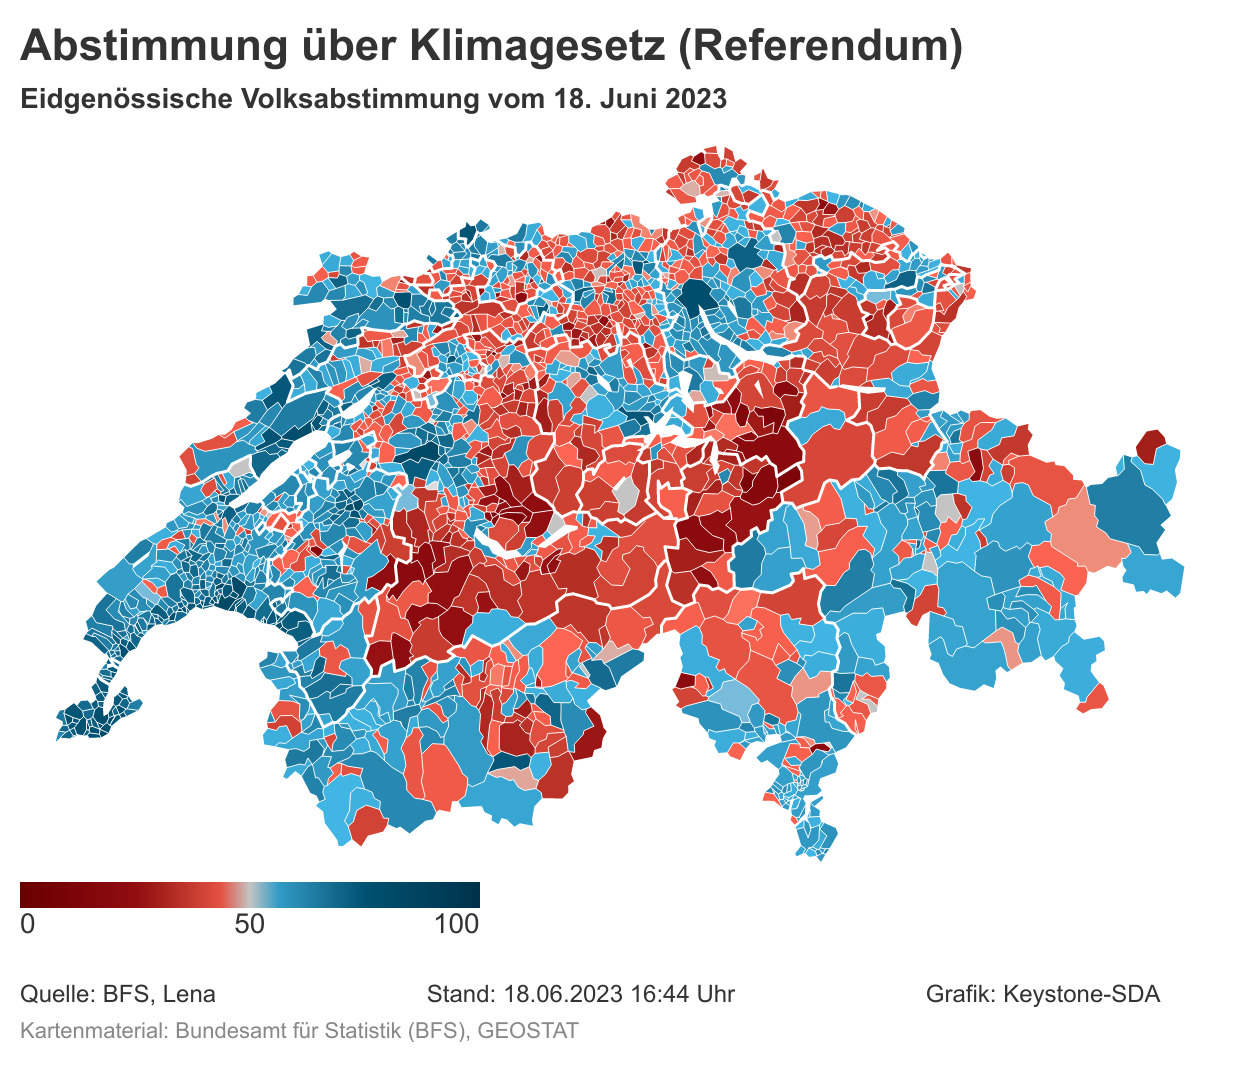 Abstimmung über Klimagesetz (Referendum)
Eidgenössische Volksabstimmung vom 18. Juni 2023
0 50 100
Quelle: BFS, Lena Stand: 18.06.2023 16:44 Uhr Grafik: Keystone-SDA
Kartenmaterial: Bundesamt für Statistik (BFS), GEOSTAT